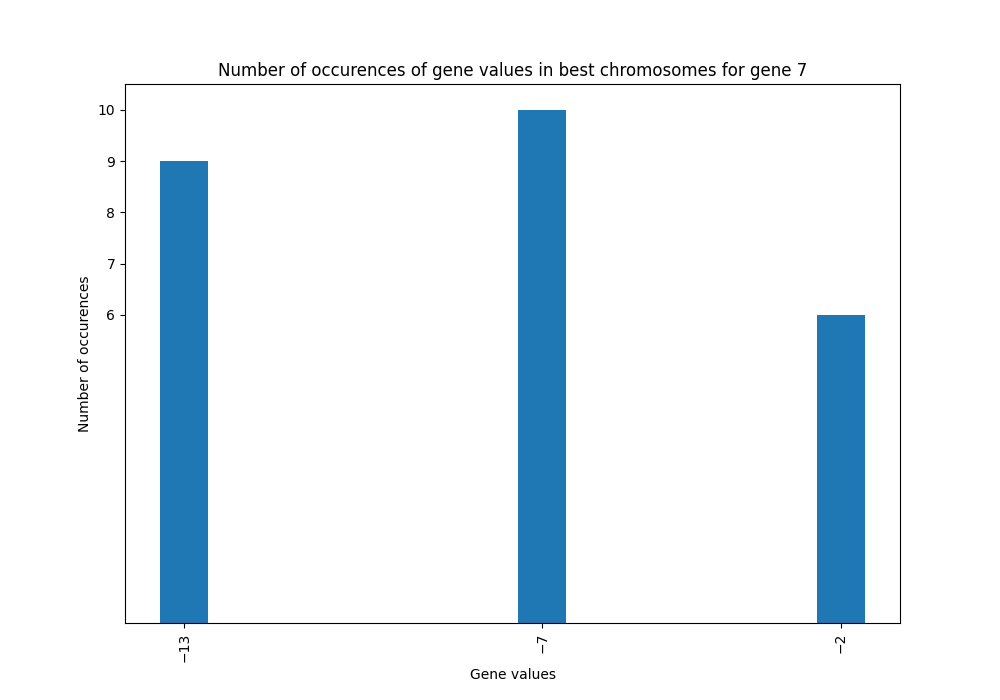 Number of occurences of gene values in best chromosomes for gene 7
10
9
8
7
6
Number of occurences
−13
−7
−2
Gene values